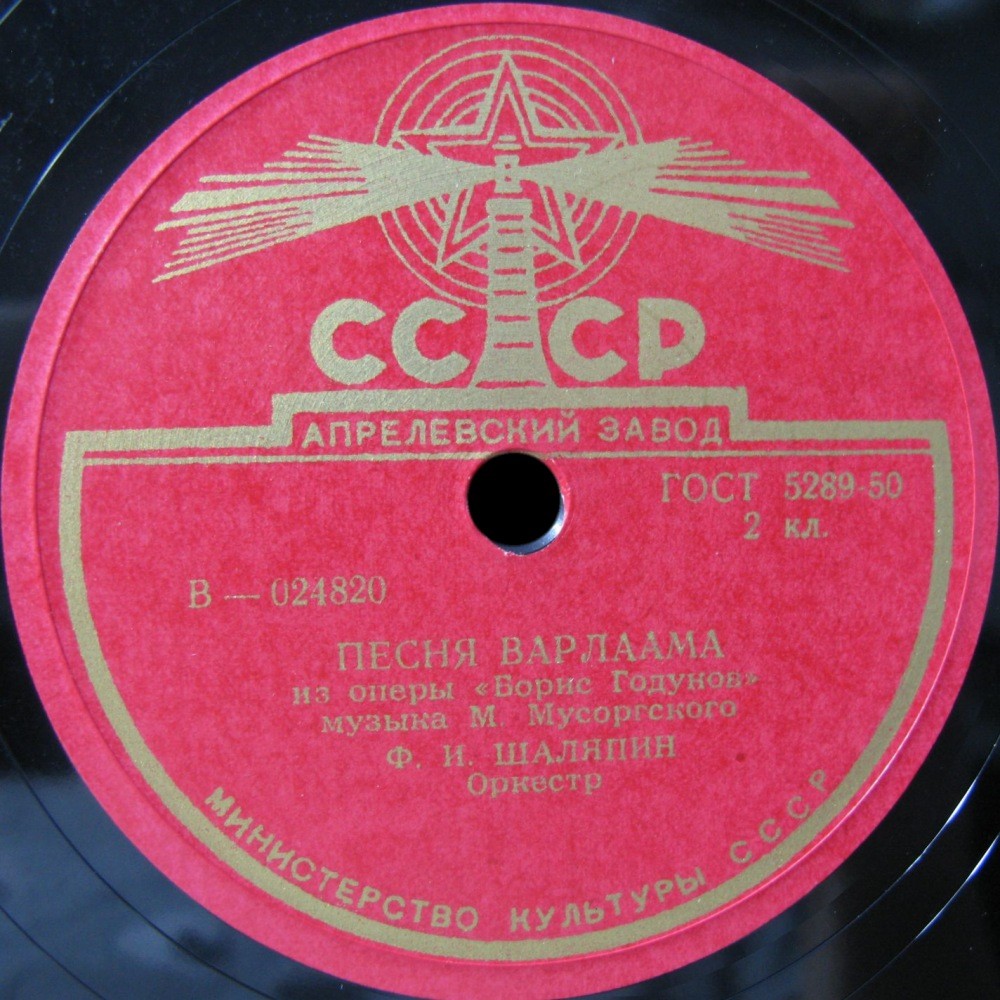 СССР
АПРЕЛЕВСКИЙ ЗАВОД
ГОСТ 5289-50
2 кл.
В — 024820
ПЕСНЯ ВАРЛААМА
из оперы «Борис Годунов»
музыка М. Мусоргского
Ф. И. ШАЛЯПИН
Оркестр
МИНИСТЕРСТВО КУЛЬТУРЫ СССР